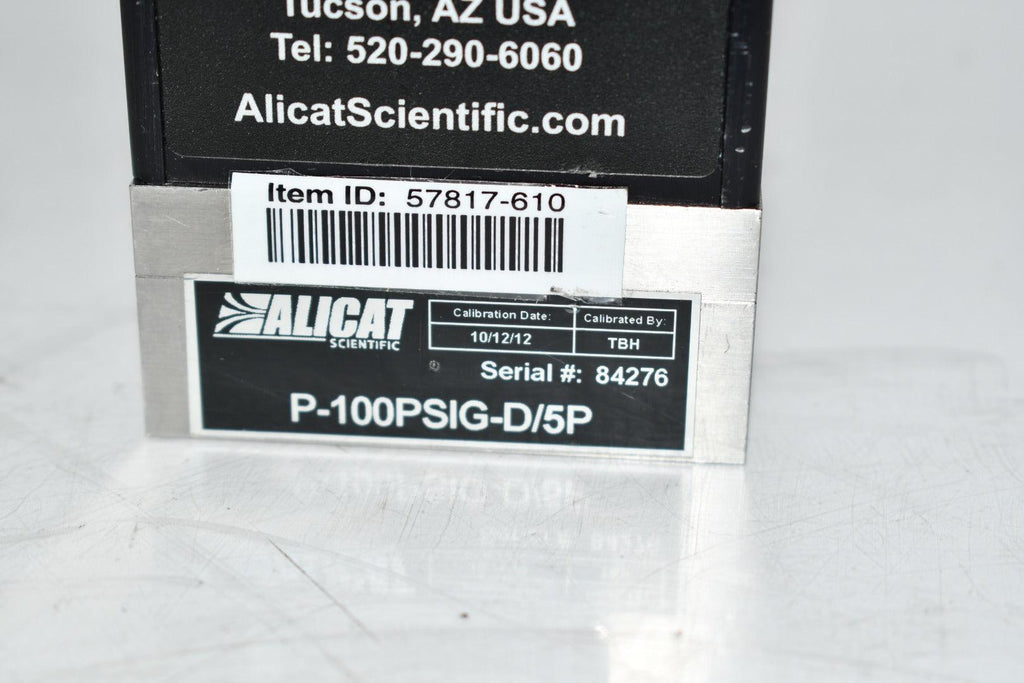 Tucson, AZ USA
Tel: 520-290-6060
AlicatScientific.com
Item ID: 57817-610
ALICAT
SCIENTIFIC
Calibration Date: Calibrated By:
10/12/12 TBH
Serial #: 84276
P-100PSIG-D/5P